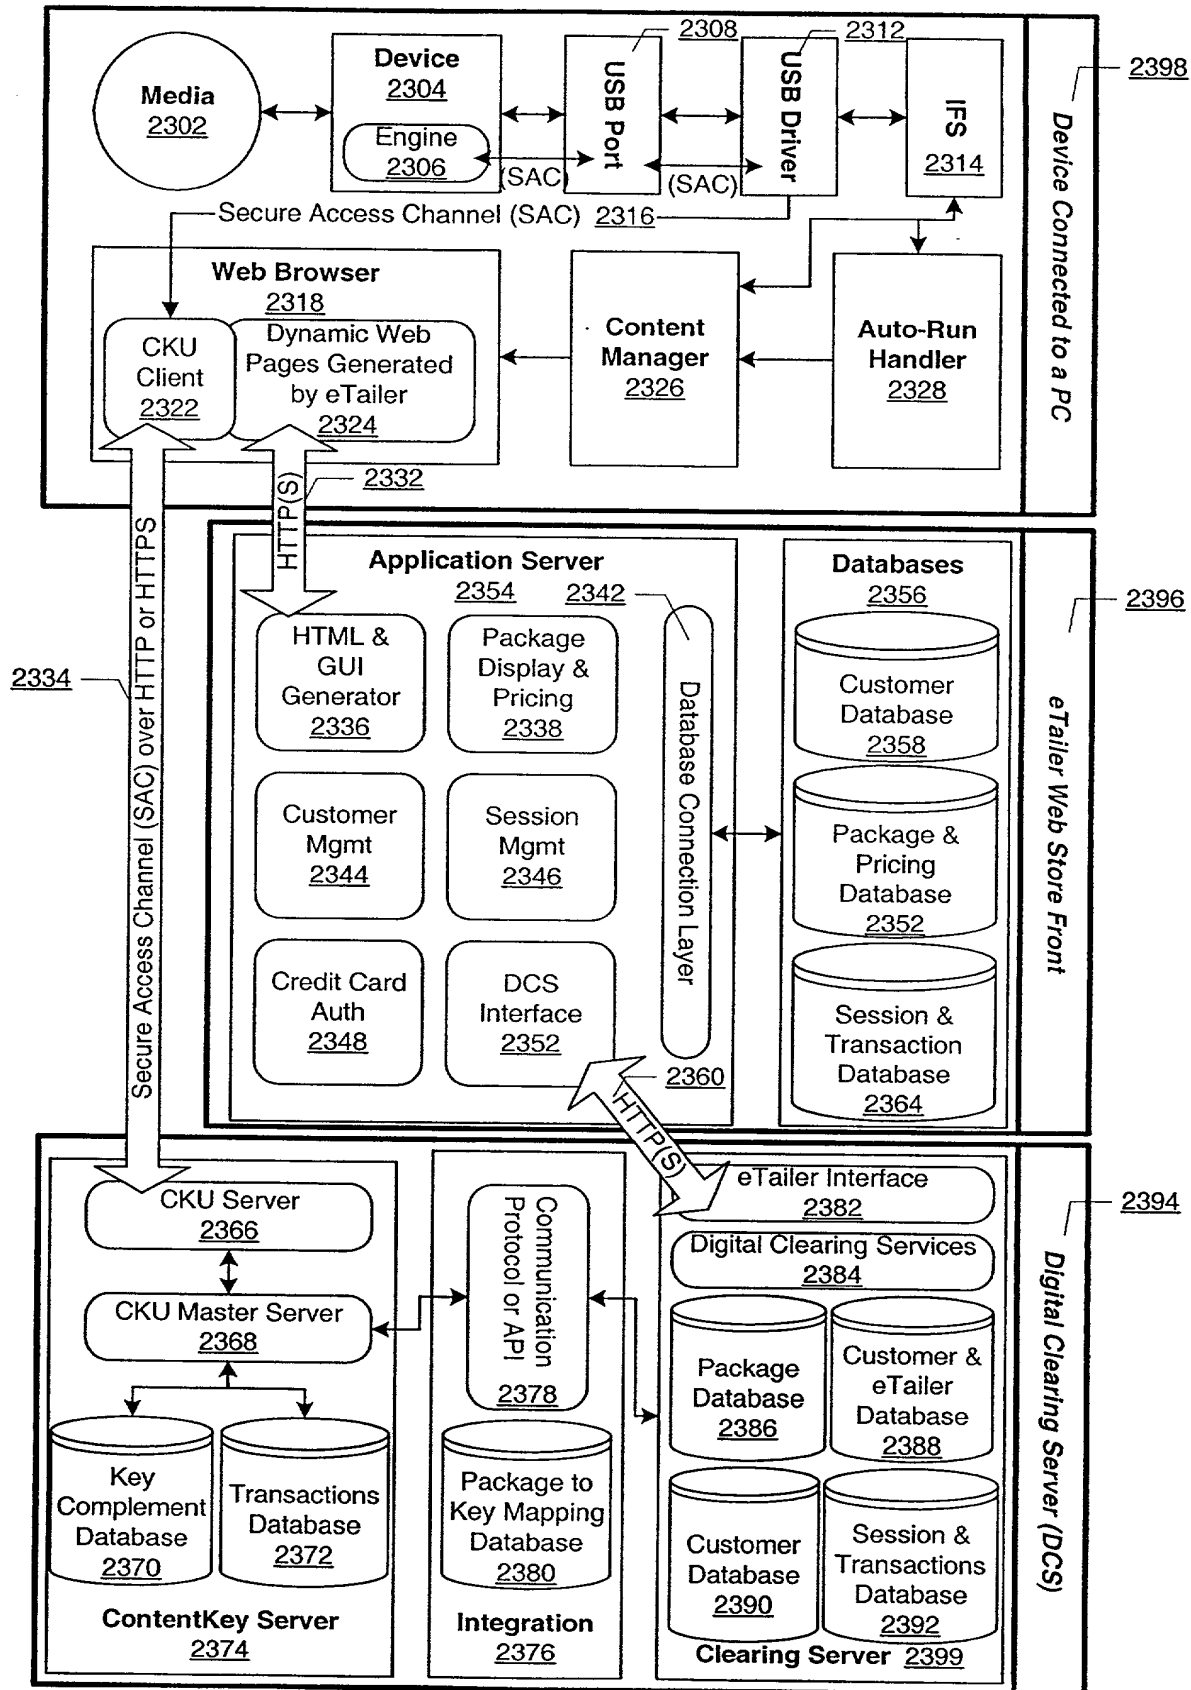 2308
2312
Media
2302
Device
2304
Engine
2306
USB Port
USB Driver
IFS
2314
(SAC)
(SAC)
2398
Device Connected to a PC
Secure Access Channel (SAC) 2316
Web Browser
2318
CKU
Client
2322
Dynamic Web
Pages Generated
by eTailer
2324
Content
Manager
2326
Auto-Run
Handler
2328
HTTP(S)
2332
Secure Access Channel (SAC) over HTTP or HTTPS
2334
Application Server
2354
2342
HTML &
GUI
Generator
2336
Package
Display &
Pricing
2338
Customer
Mgmt
2344
Session
Mgmt
2346
Credit Card
Auth
2348
DCS
Interface
2352
Database Connection Layer
Databases
2356
Customer
Database
2358
Package &
Pricing
Database
2352
Session &
Transaction
Database
2364
2396
eTailer Web Store Front
2360
HTTP(S)
CKU Server
2366
CKU Master Server
2368
Key
Complement
Database
2370
Transactions
Database
2372
ContentKey Server
2374
Communication
Protocol or API
2378
Package to
Key Mapping
Database
2380
Integration
2376
eTailer Interface
2382
Digital Clearing Services
2384
Package
Database
2386
Customer &
eTailer
Database
2388
Customer
Database
2390
Session &
Transactions
Database
2392
Clearing Server 2399
2394
Digital Clearing Server (DCS)